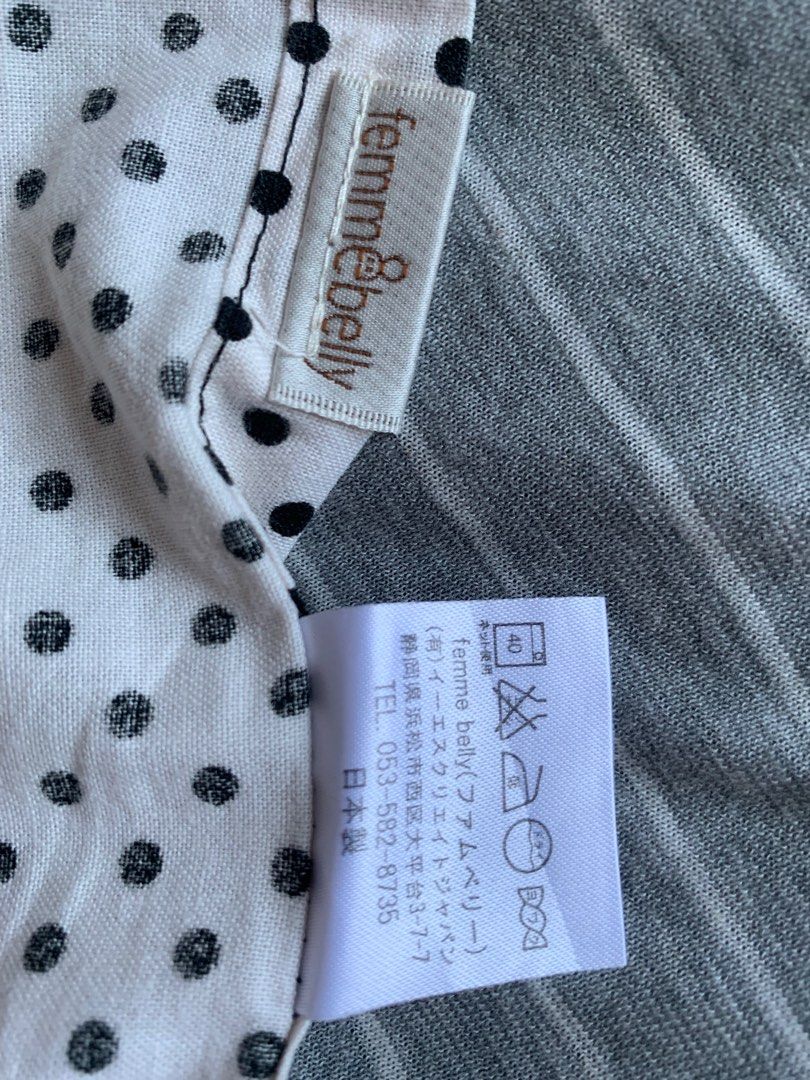 femme belly
40
ネット使用
femme belly(ファムベリー)
(有)イーエスクリエイトジャパン
静岡県浜松市西区大平台3-7-7
TEL 053-582-8735
日本製